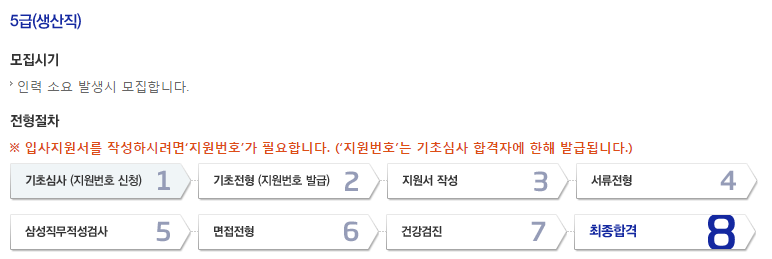 5급(생산직)
모집시기
› 인력 소요 발생시 모집합니다.
전형절차
※ 입사지원서를 작성하시려면'지원번호'가 필요합니다. ('지원번호'는 기초심사 합격자에 한해 발급됩니다.)
기초심사 (지원번호 신청) 1 기초전형 (지원번호 발급) 2 지원서 작성 3 서류전형 4
삼성직무적성검사 5 면접전형 6 건강검진 7 최종합격 8